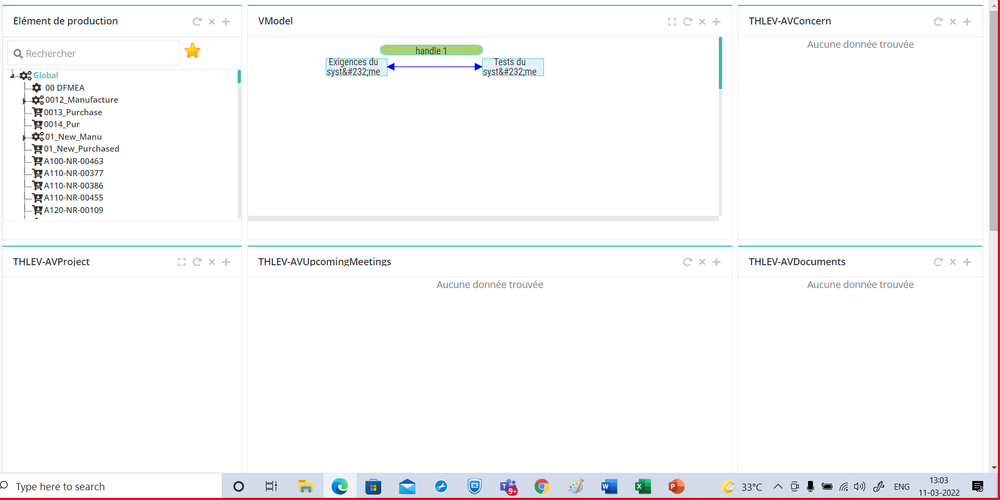 Élément de production
Rechercher
Global
00 DFMEA
0012_Manufacture
0013_Purchase
0014_Pur
01_New_Manu
01_New_Purchased
A100-NR-00463
A110-NR-00377
A110-NR-00386
A110-NR-00455
A120-NR-00109
VModel
handle 1
Exigences du
syst&#232;me
Tests du
syst&#232;me
THLEV-AVConcern
Aucune donnée trouvée
THLEV-AVProject
THLEV-AVUpcomingMeetings
Aucune donnée trouvée
THLEV-AVDocuments
Aucune donnée trouvée
Type here to search
9+
33°C
ENG
13:03
11-03-2022